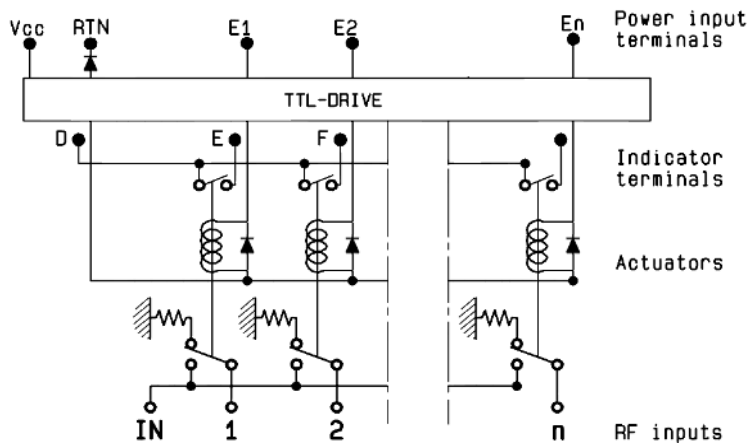 Vcc RTN E1 E2 En Power input
terminals
TTL-DRIVE
D E F
Indicator
terminals
Actuators
IN 1 2 n RF inputs